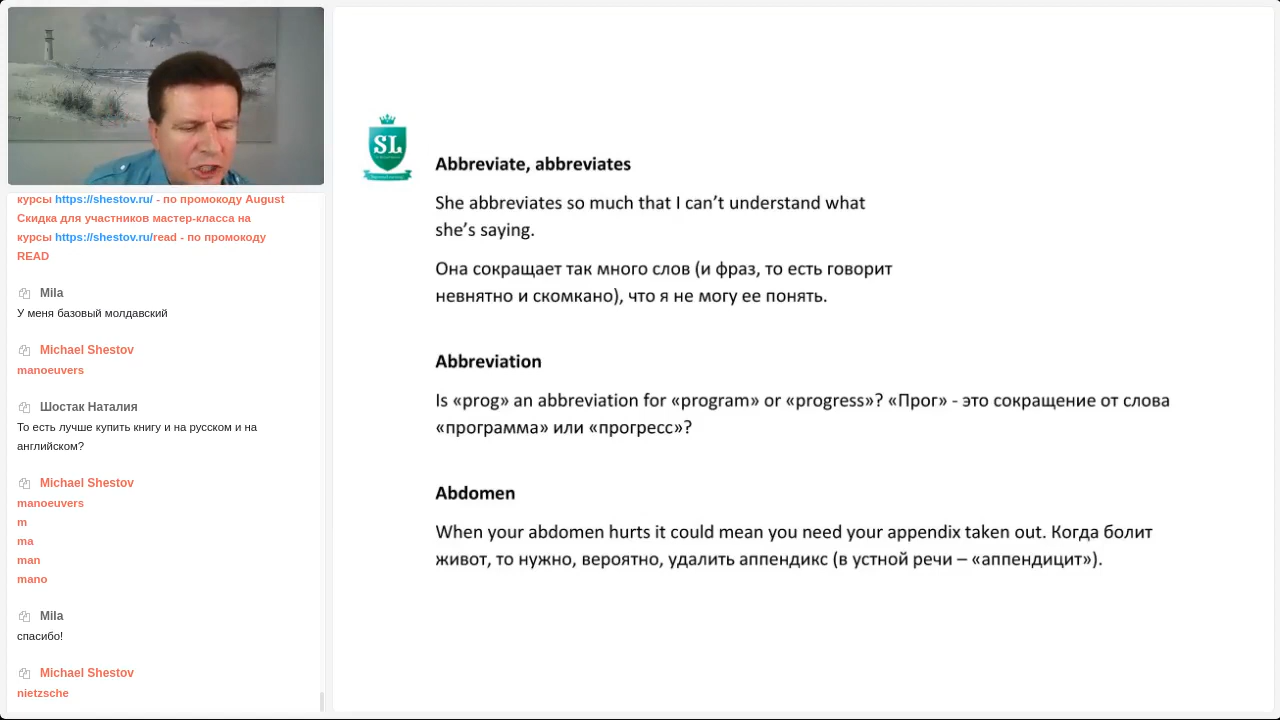 курсы https://shestov.ru/ - по промокоду August
Скидка для участников мастер-класса на
курсы https://shestov.ru/read - по промокоду
READ
Mila
У меня базовый молдавский
Michael Shestov
manoeuvers
Шостак Наталия
То есть лучше купить книгу и на русском и на
английском?
Michael Shestov
manoeuvers
m
ma
man
mano
Mila
спасибо!
Michael Shestov
nietzsche
SL
Abbreviate, abbreviates
She abbreviates so much that I can’t understand what
she’s saying.
Она сокращает так много слов (и фраз, то есть говорит
невнятно и скомкано), что я не могу ее понять.
Abbreviation
Is «prog» an abbreviation for «program» or «progress»? «Прог» - это сокращение от слова
«программа» или «прогресс»?
Abdomen
When your abdomen hurts it could mean you need your appendix taken out. Когда болит
живот, то нужно, вероятно, удалить аппендикс (в устной речи – «аппендицит»).